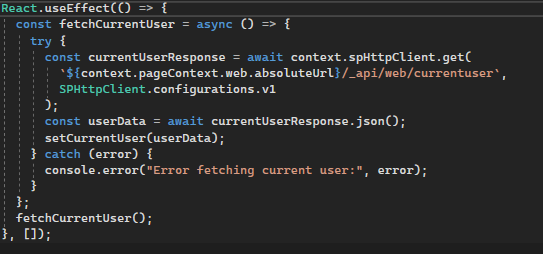 React.useEffect(() => {
  const fetchCurrentUser = async () => {
    try {
      const currentUserResponse = await context.spHttpClient.get(
        `${context.pageContext.web.absoluteUrl}/_api/web/currentuser`,
        SPHttpClient.configurations.v1
      );
      const userData = await currentUserResponse.json();
      setCurrentUser(userData);
    } catch (error) {
      console.error("Error fetching current user:", error);
    }
  };
  fetchCurrentUser();
}, []);